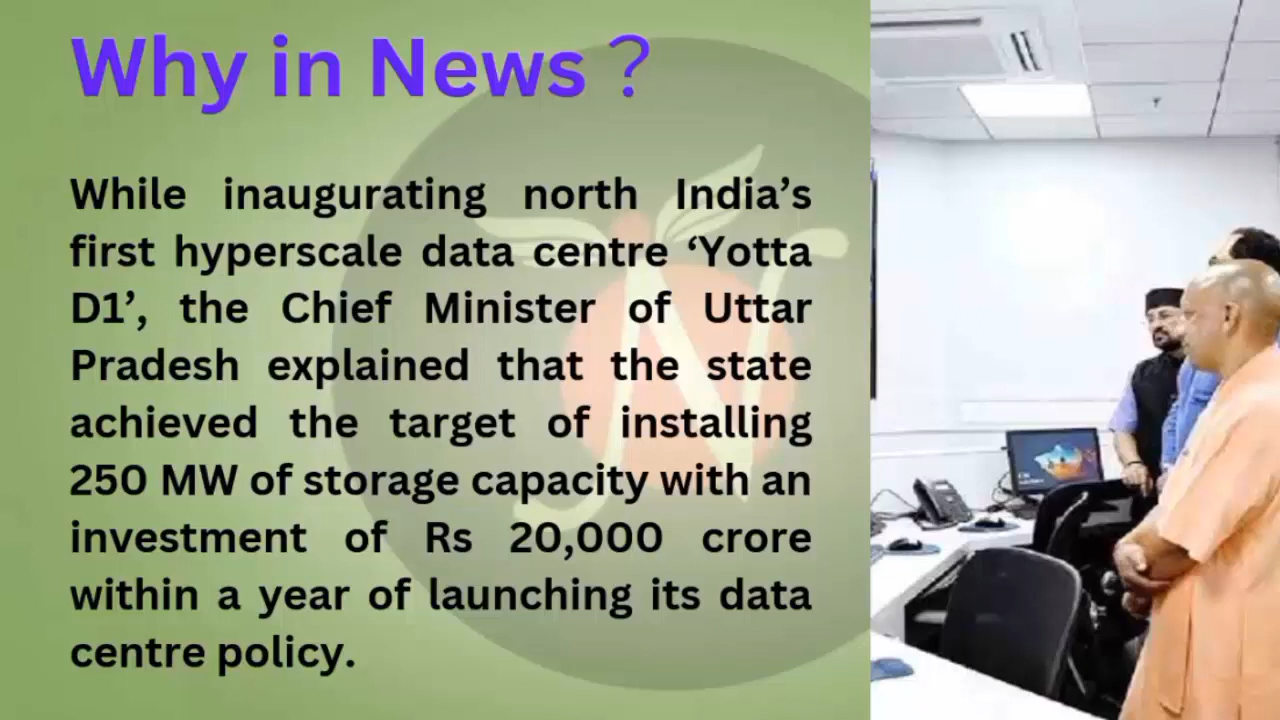 Why in News ?
While inaugurating north India’s
first hyperscale data centre ‘Yotta
D1’, the Chief Minister of Uttar
Pradesh explained that the state
achieved the target of installing
250 MW of storage capacity with an
investment of Rs 20,000 crore
within a year of launching its data
centre policy.